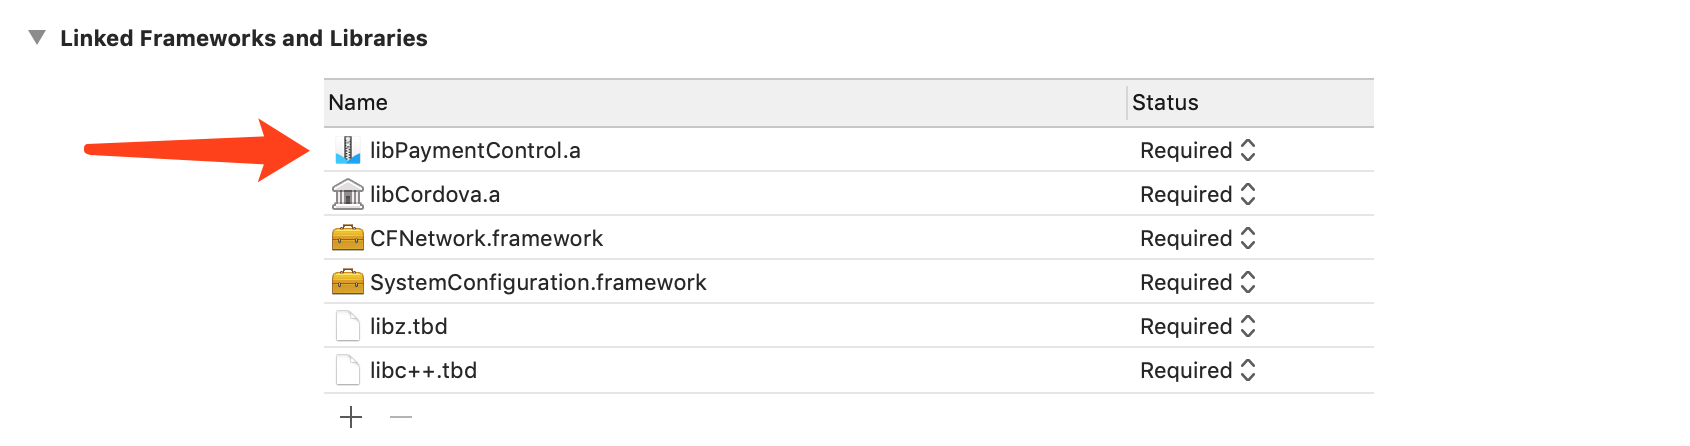 Linked Frameworks and Libraries
Name Status
libPaymentControl.a Required
libCordova.a Required
CFNetwork.framework Required
SystemConfiguration.framework Required
libz.tbd Required
libc++.tbd Required